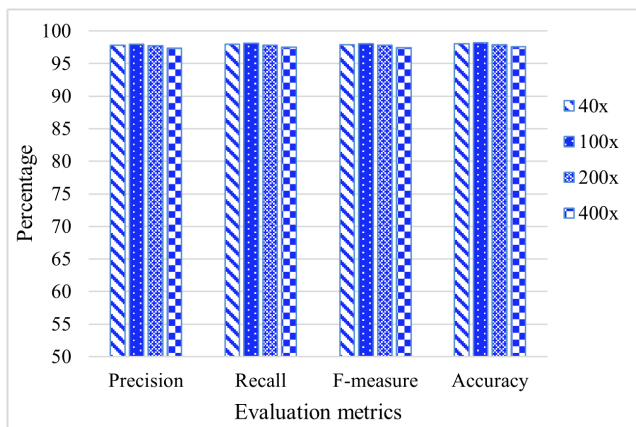 100
95
90
85
80
75
70
65
60
55
50
Percentage
Precision Recall F-measure Accuracy
Evaluation metrics
40x
100x
200x
400x